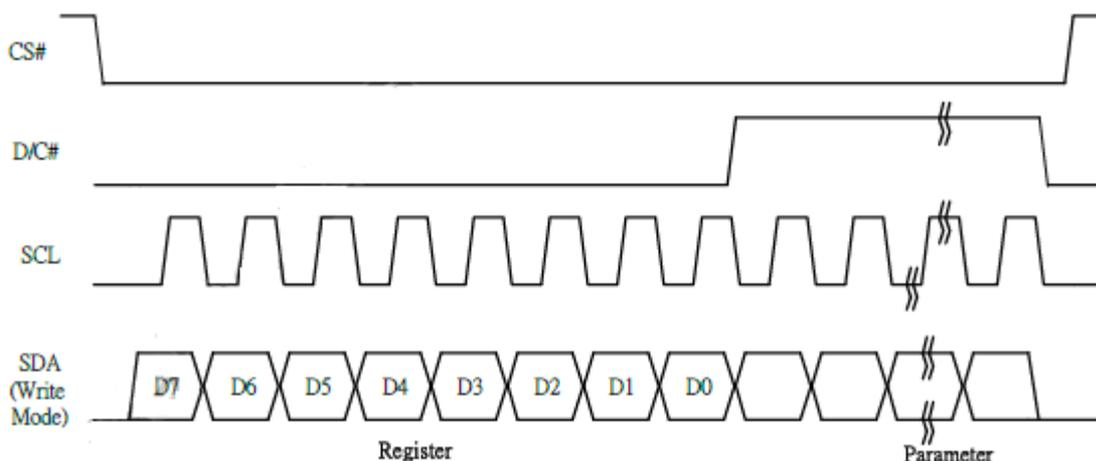 CS#
D/C#
SCL
SDA
(Write
Mode)
D7 D6 D5 D4 D3 D2 D1 D0
Register Parameter